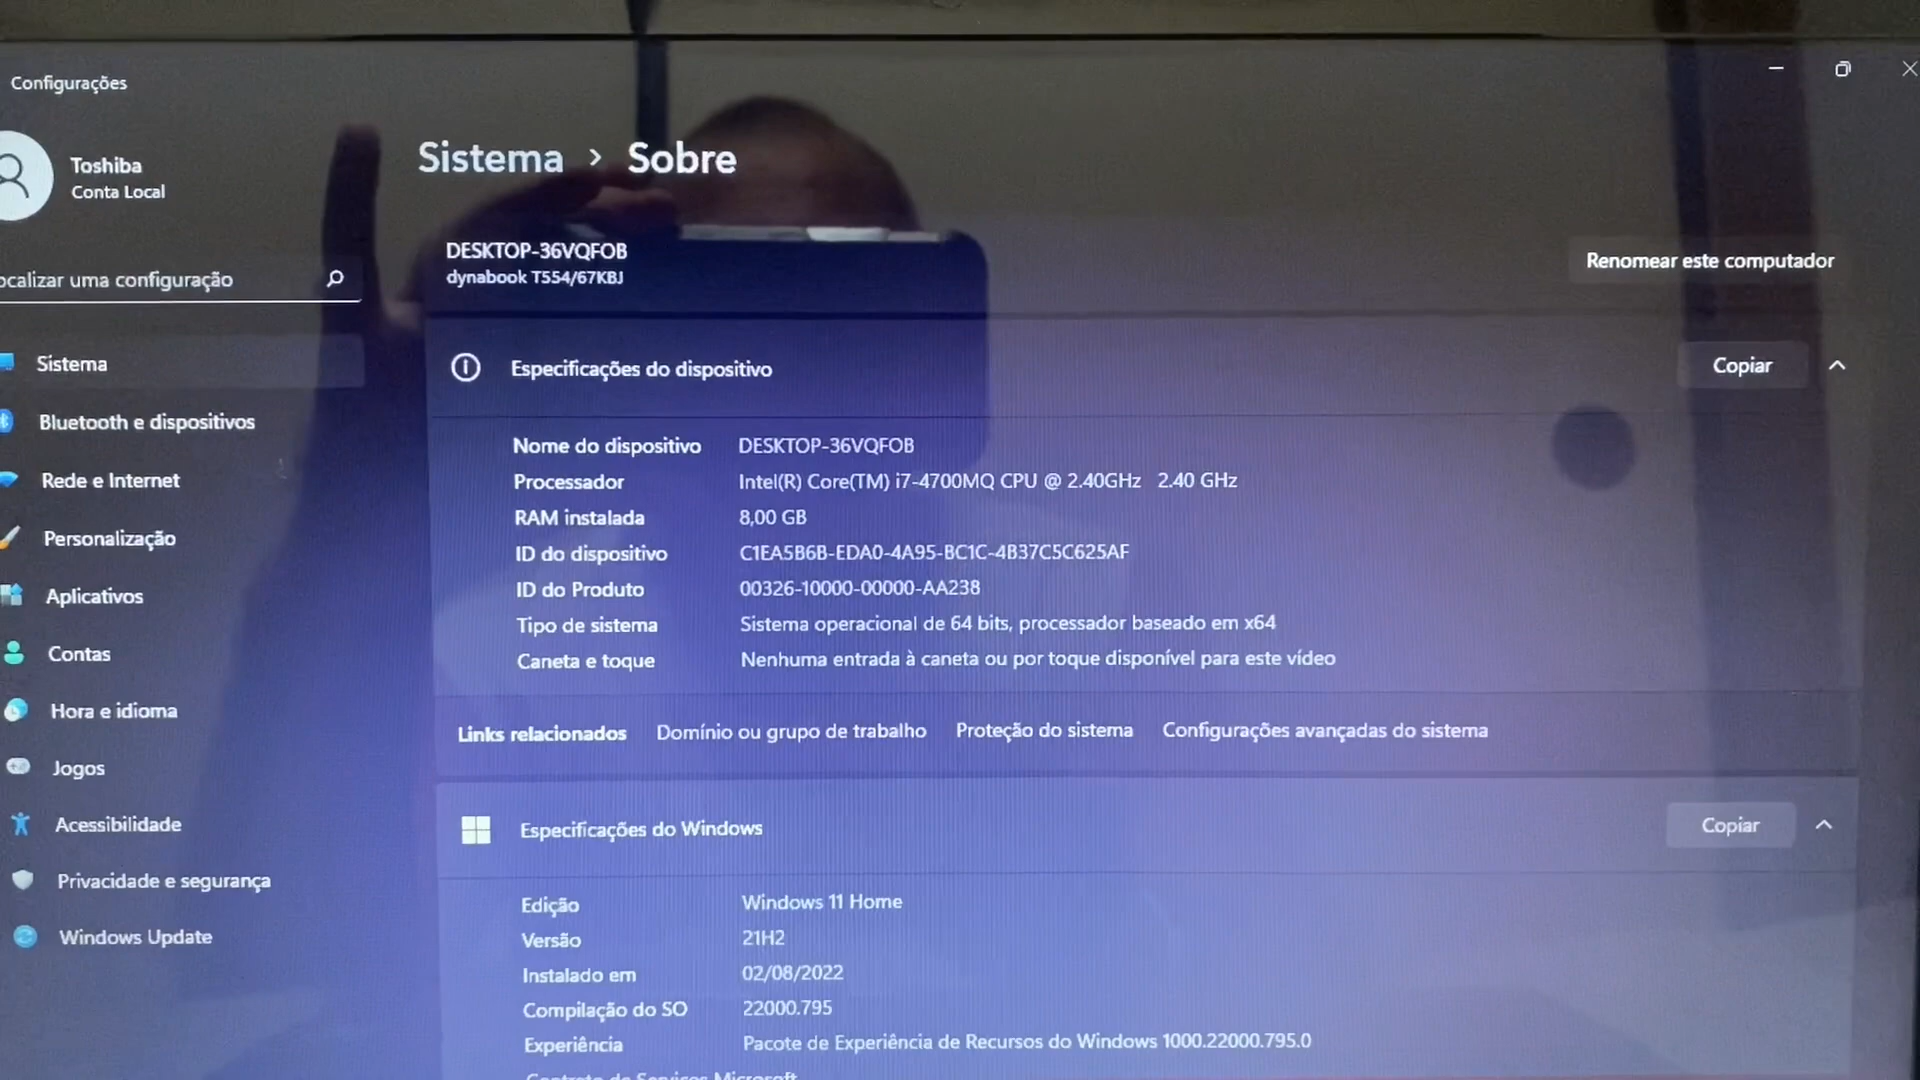 Configurações
Toshiba
Conta Local
ocalizar uma configuração
Sistema
Bluetooth e dispositivos
Rede e Internet
Personalização
Aplicativos
Contas
Hora e idioma
Jogos
Acessibilidade
Privacidade e segurança
Windows Update
Sistema > Sobre
DESKTOP-36VQFOB
dynabook T554/67KBJ
Renomear este computador
Especificações do dispositivo
Copiar
Nome do dispositivo DESKTOP-36VQFOB
Processador Intel(R) Core(TM) i7-4700MQ CPU @ 2.40GHz 2.40 GHz
RAM instalada 8,00 GB
ID do dispositivo C1EA5B6B-EDA0-4A95-BC1C-4B37C5C625AF
ID do Produto 00326-10000-00000-AA238
Tipo de sistema Sistema operacional de 64 bits, processador baseado em x64
Caneta e toque Nenhuma entrada à caneta ou por toque disponível para este vídeo
Links relacionados Domínio ou grupo de trabalho Proteção do sistema Configurações avançadas do sistema
Especificações do Windows
Copiar
Edição Windows 11 Home
Versão 21H2
Instalado em 02/08/2022
Compilação do SO 22000.795
Experiência Pacote de Experiência de Recursos do Windows 1000.22000.795.0
Contrato de Serviços Microsoft